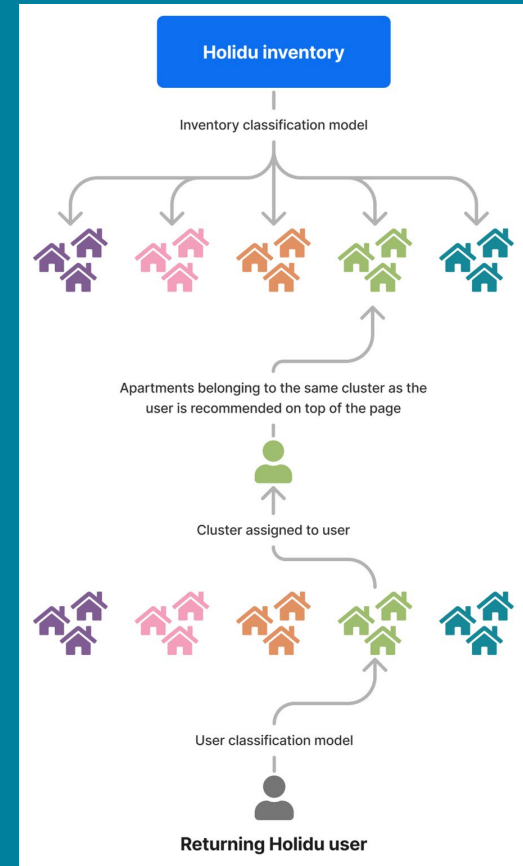 Holidu inventory
Inventory classification model
Apartments belonging to the same cluster as the
user is recommended on top of the page
Cluster assigned to user
User classification model
Returning Holidu user